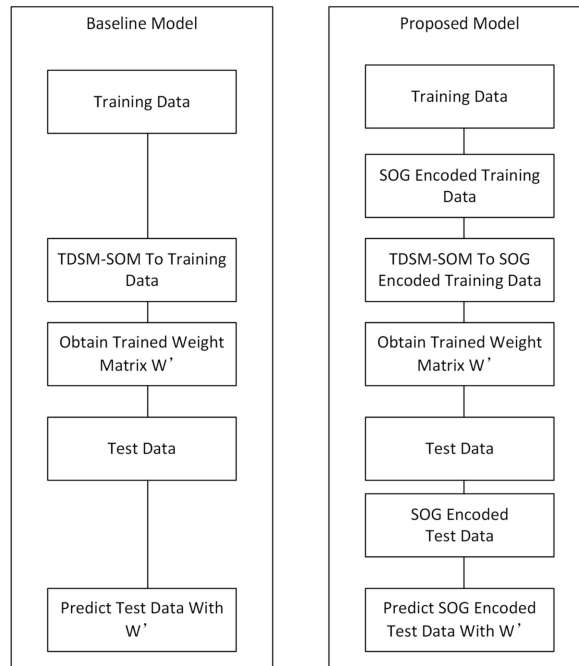 Baseline Model
Training Data
TDSM-SOM To Training
Data
Obtain Trained Weight
Matrix W’
Test Data
Predict Test Data With
W’
Proposed Model
Training Data
SOG Encoded Training
Data
TDSM-SOM To SOG
Encoded Training Data
Obtain Trained Weight
Matrix W’
Test Data
SOG Encoded
Test Data
Predict SOG Encoded
Test Data With W’